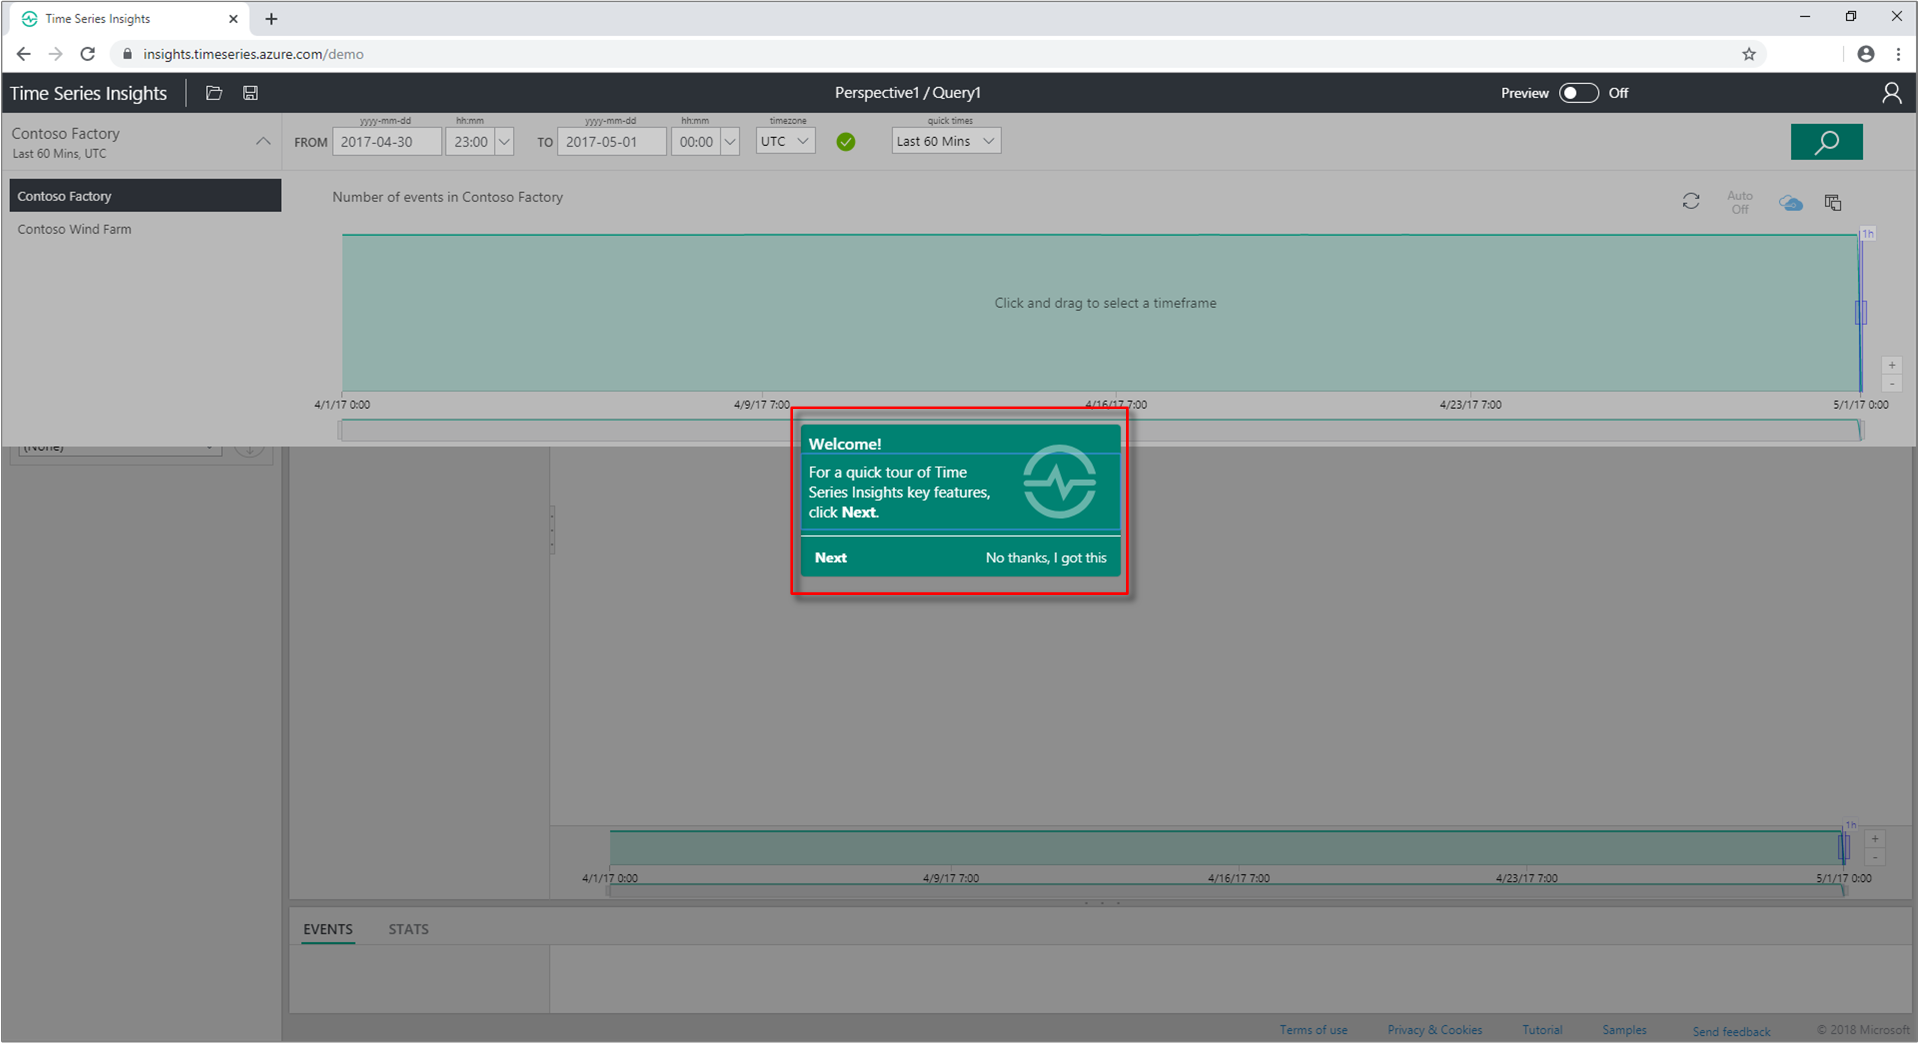 Time Series Insights
insights.timeseries.azure.com/demo
Time Series Insights
Perspective1 / Query1
Preview Off
Contoso Factory
Last 60 Mins, UTC
yyyy-mm-dd hh:mm yyyy-mm-dd hh:mm timezone quick times
FROM 2017-04-30 23:00 TO 2017-05-01 00:00 UTC Last 60 Mins
Contoso Factory
Contoso Wind Farm
Number of events in Contoso Factory
Auto
Off
1h
Click and drag to select a timeframe
+
-
4/1/17 0:00 4/9/17 7:00 4/16/17 7:00 4/23/17 7:00 5/1/17 0:00
(None)
Welcome!
For a quick tour of Time
Series Insights key features,
click Next.
Next No thanks, I got this
1h
+
-
4/1/17 0:00 4/9/17 7:00 4/16/17 7:00 4/23/17 7:00 5/1/17 0:00
EVENTS STATS
Terms of use Privacy & Cookies Tutorial Samples Send feedback © 2018 Microsoft